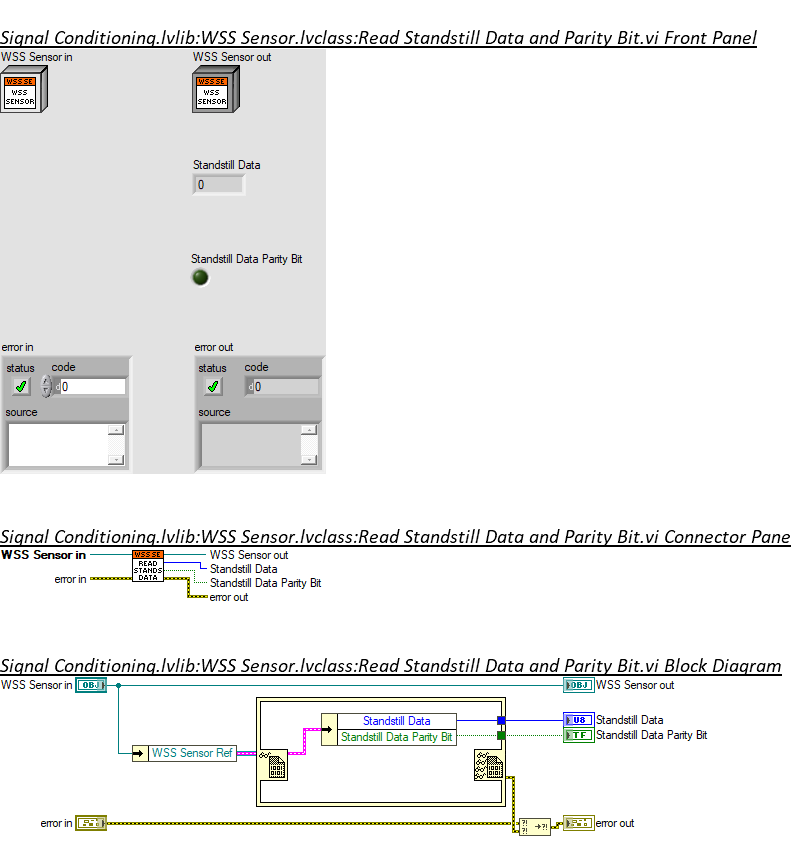 Signal Conditioning.lvlib:WSS Sensor.lvclass:Read Standstill Data and Parity Bit.vi Front Panel
WSS Sensor in WSS Sensor out
WSS SE WSS SE
WSS WSS
SENSOR SENSOR
Standstill Data
0
Standstill Data Parity Bit
error in error out
status code status code
d 0 d 0
source source
Signal Conditioning.lvlib:WSS Sensor.lvclass:Read Standstill Data and Parity Bit.vi Connector Pane
WSS Sensor in WSS SE WSS Sensor out
READ Standstill Data
STANDS Standstill Data Parity Bit
error in DATA error out
Signal Conditioning.lvlib:WSS Sensor.lvclass:Read Standstill Data and Parity Bit.vi Block Diagram
WSS Sensor in OBJ OBJ WSS Sensor out
Standstill Data U8 Standstill Data
Standstill Data Parity Bit TF Standstill Data Parity Bit
WSS Sensor Ref
error in ?! ?! →?! error out